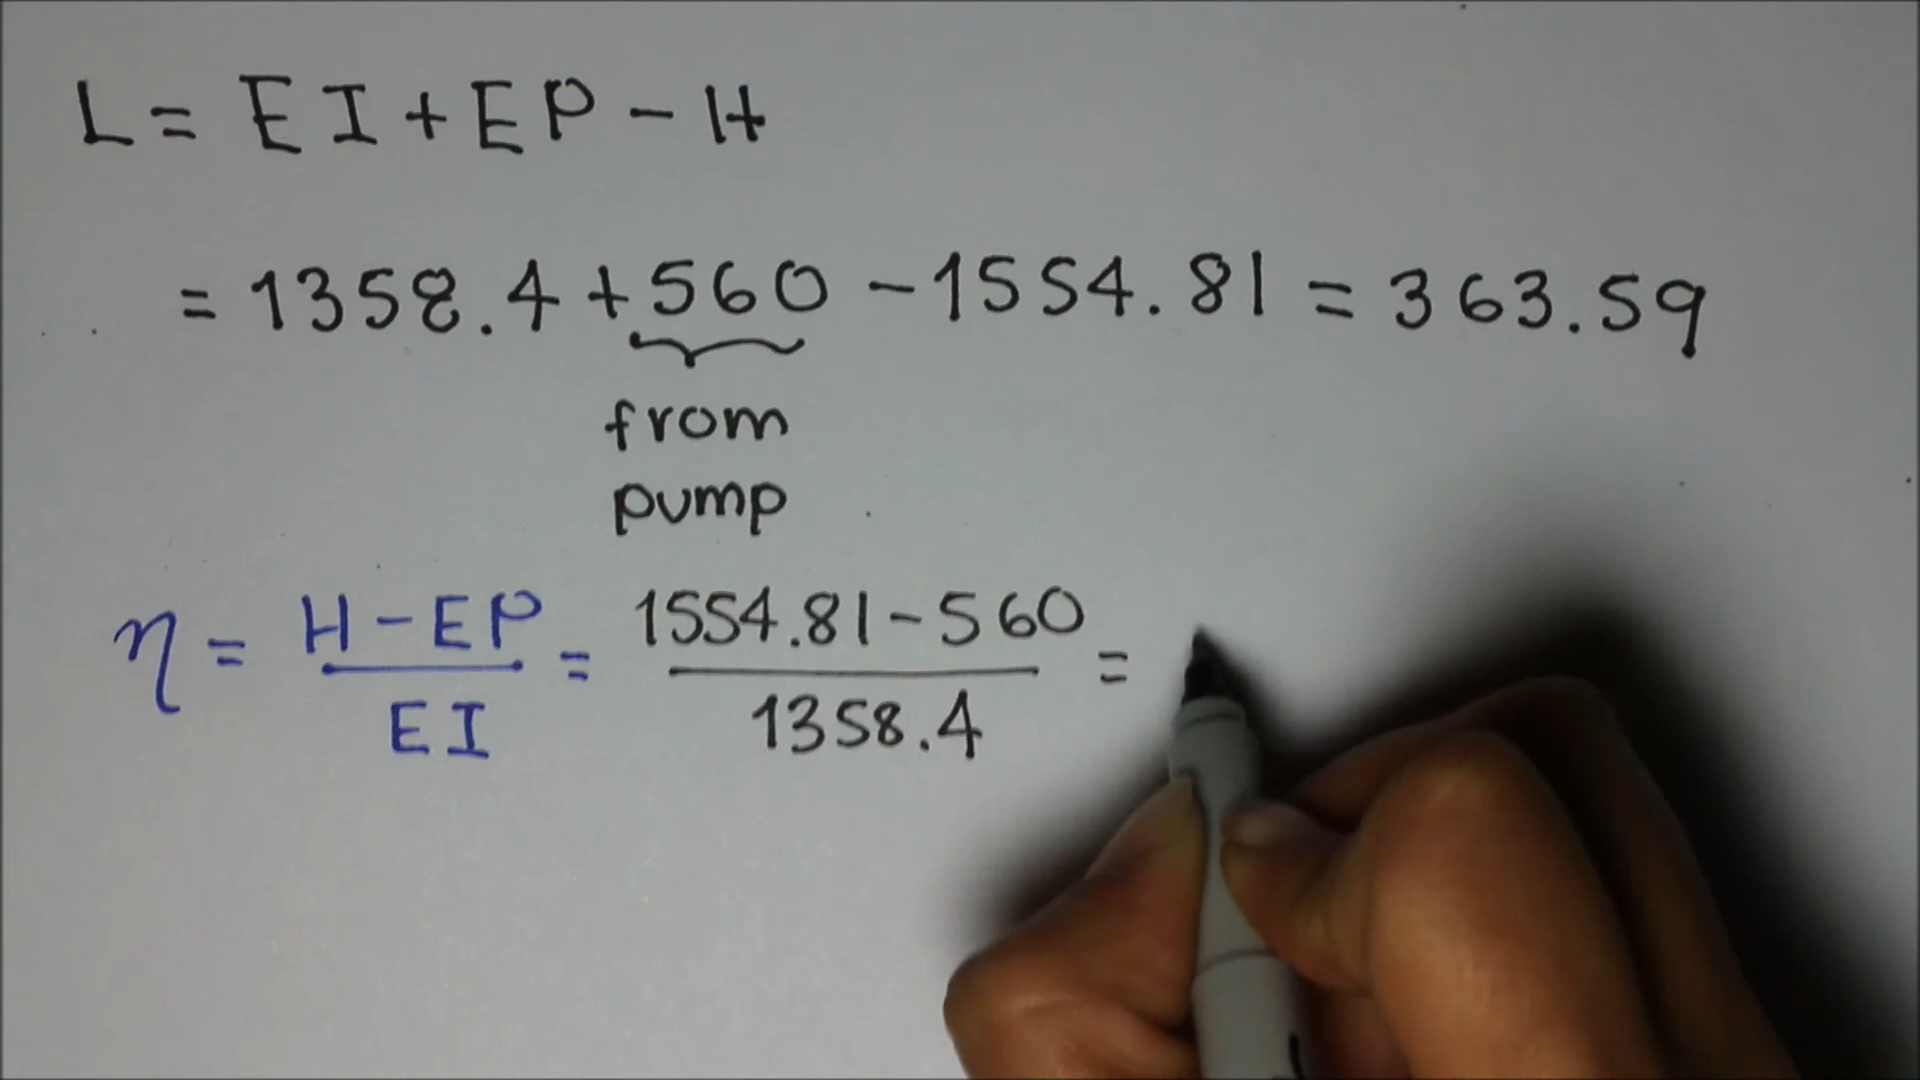 L = EI + EP - H
= 1358.4 + 560 - 1554.81 = 363.59
from
pump
η = H - EP / EI = 1554.81 - 560 / 1358.4 =